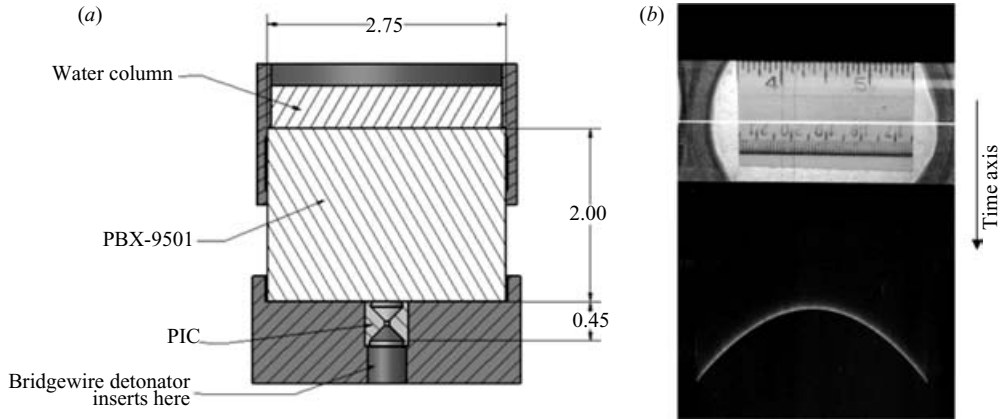 (a)
2.75
Water column
2.00
PBX-9501
PIC
0.45
Bridgewire detonator
inserts here
(b)
4
5
Time axis